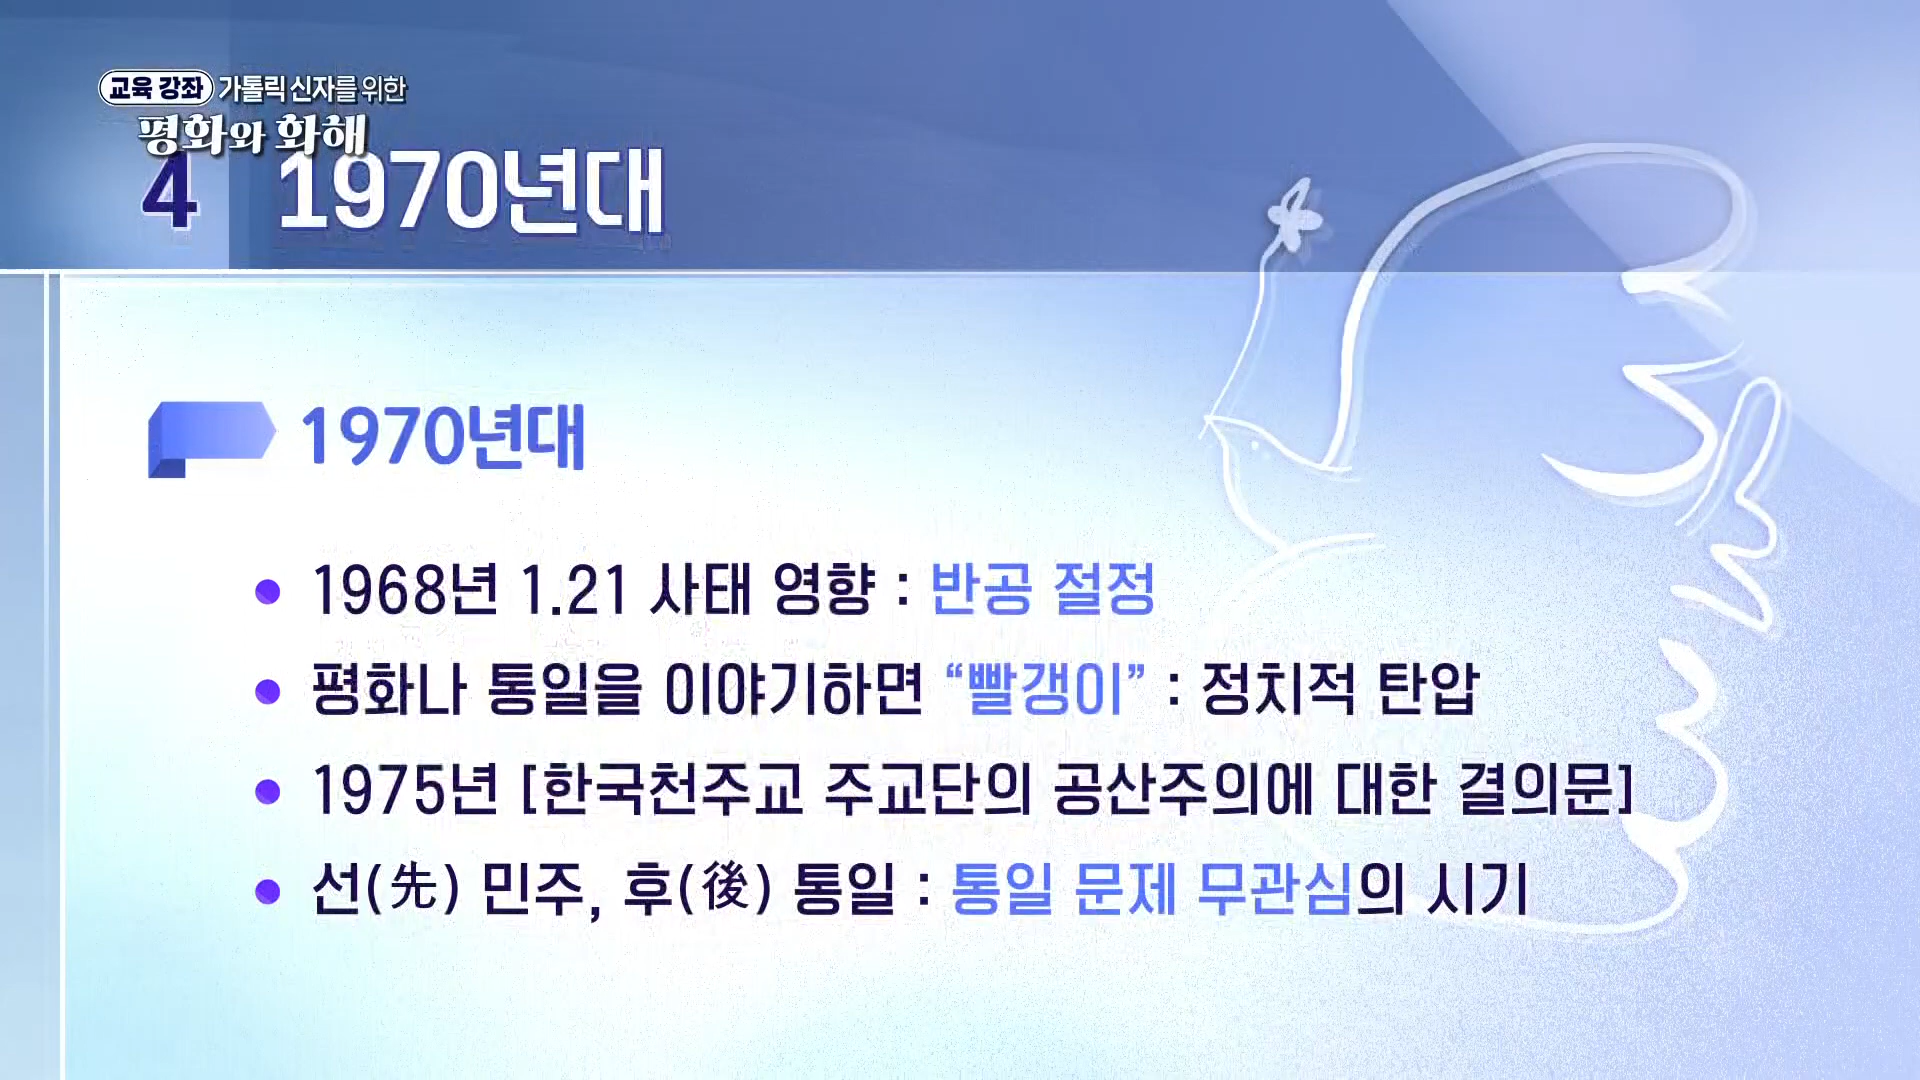 교육 강좌 가톨릭 신자를 위한
평화와 화해
4 1970년대
1970년대
1968년 1.21 사태 영향 : 반공 절정
평화나 통일을 이야기하면 “빨갱이” : 정치적 탄압
1975년 [한국천주교 주교단의 공산주의에 대한 결의문]
선(先) 민주, 후(後) 통일 : 통일 문제 무관심의 시기